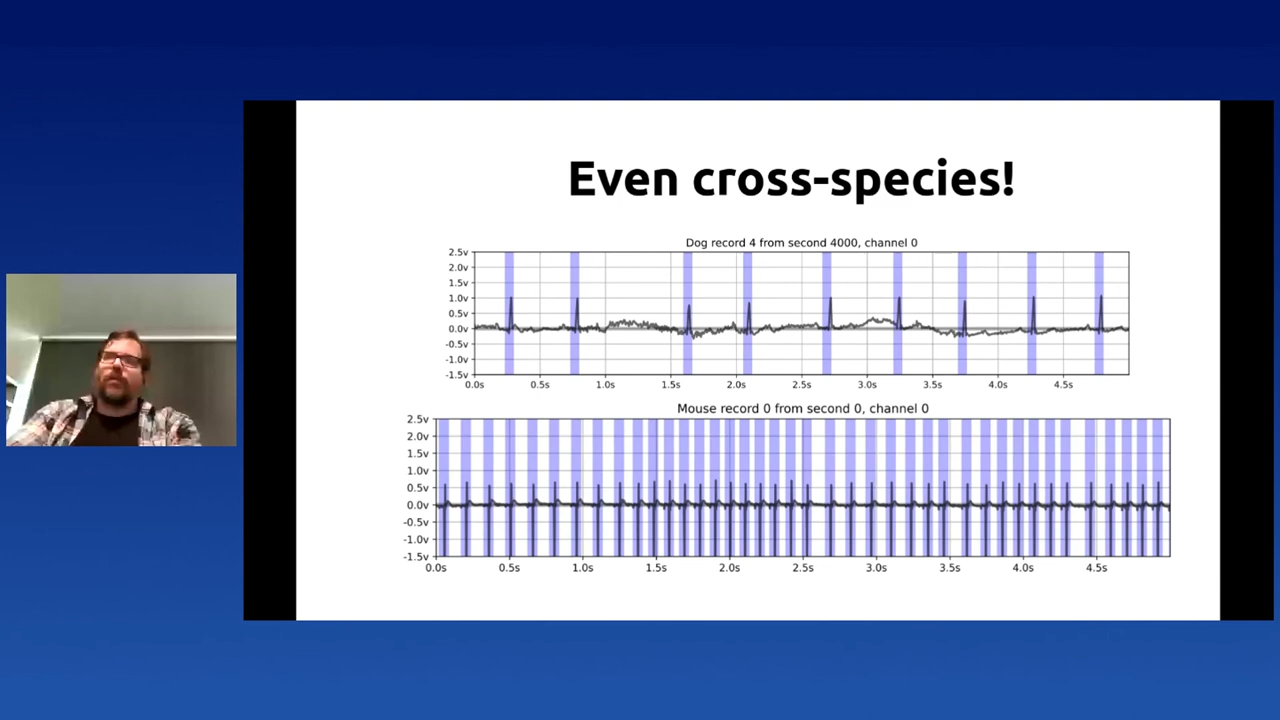 Even cross-species!
Dog record 4 from second 4000, channel 0
2.5v
2.0v
1.5v
1.0v
0.5v
0.0v
-0.5v
-1.0v
-1.5v
0.0s 0.5s 1.0s 1.5s 2.0s 2.5s 3.0s 3.5s 4.0s 4.5s
Mouse record 0 from second 0, channel 0
2.5v
2.0v
1.5v
1.0v
0.5v
0.0v
-0.5v
-1.0v
-1.5v
0.0s 0.5s 1.0s 1.5s 2.0s 2.5s 3.0s 3.5s 4.0s 4.5s